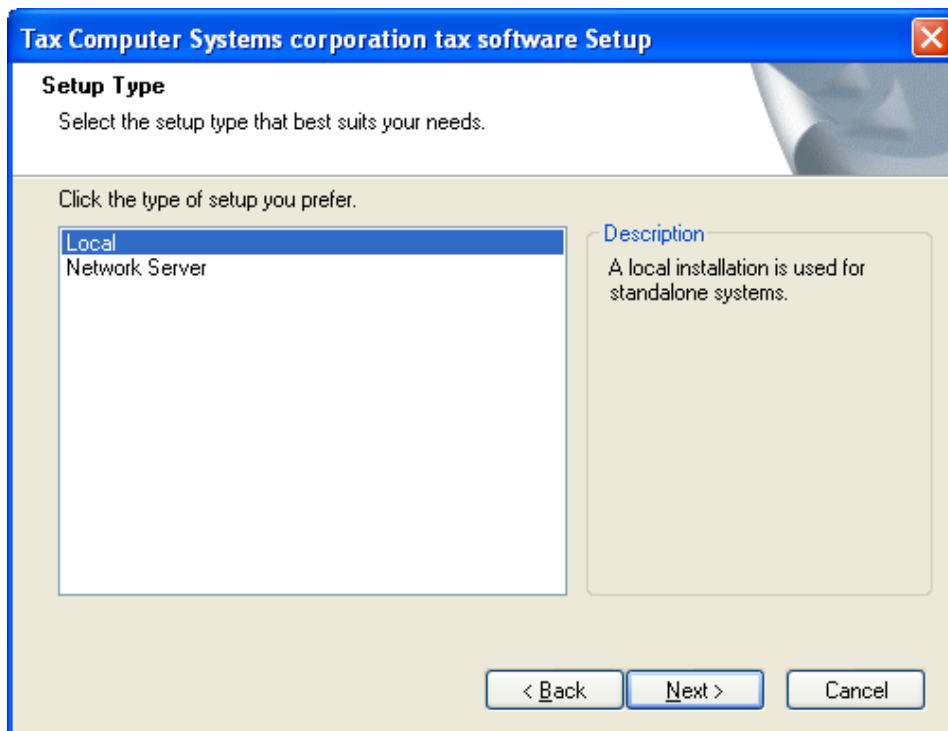 Tax Computer Systems corporation tax software Setup
Setup Type
Select the setup type that best suits your needs.
Click the type of setup you prefer.
Local
Network Server
Description
A local installation is used for
standalone systems.
< Back
Next >
Cancel